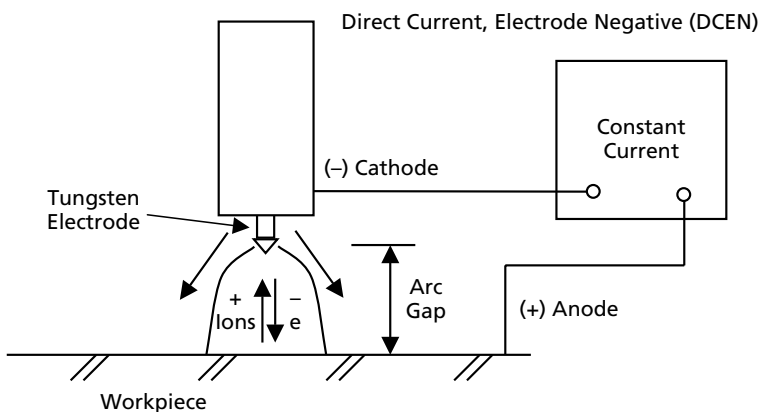 Direct Current, Electrode Negative (DCEN)
Constant
Current
(–) Cathode
Tungsten
Electrode
+
Ions
–
e
Arc
Gap
(+) Anode
Workpiece